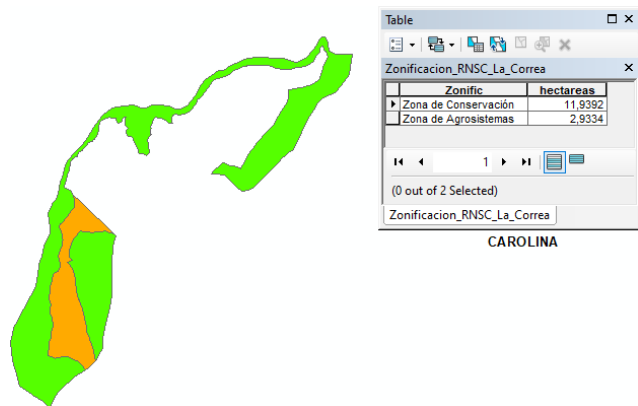 Table
Zonificacion_RNSC_La_Correa
Zonific hectareas
Zona de Conservación 11,9392
Zona de Agrosistemas 2,9334
1
(0 out of 2 Selected)
Zonificacion_RNSC_La_Correa
CAROLINA